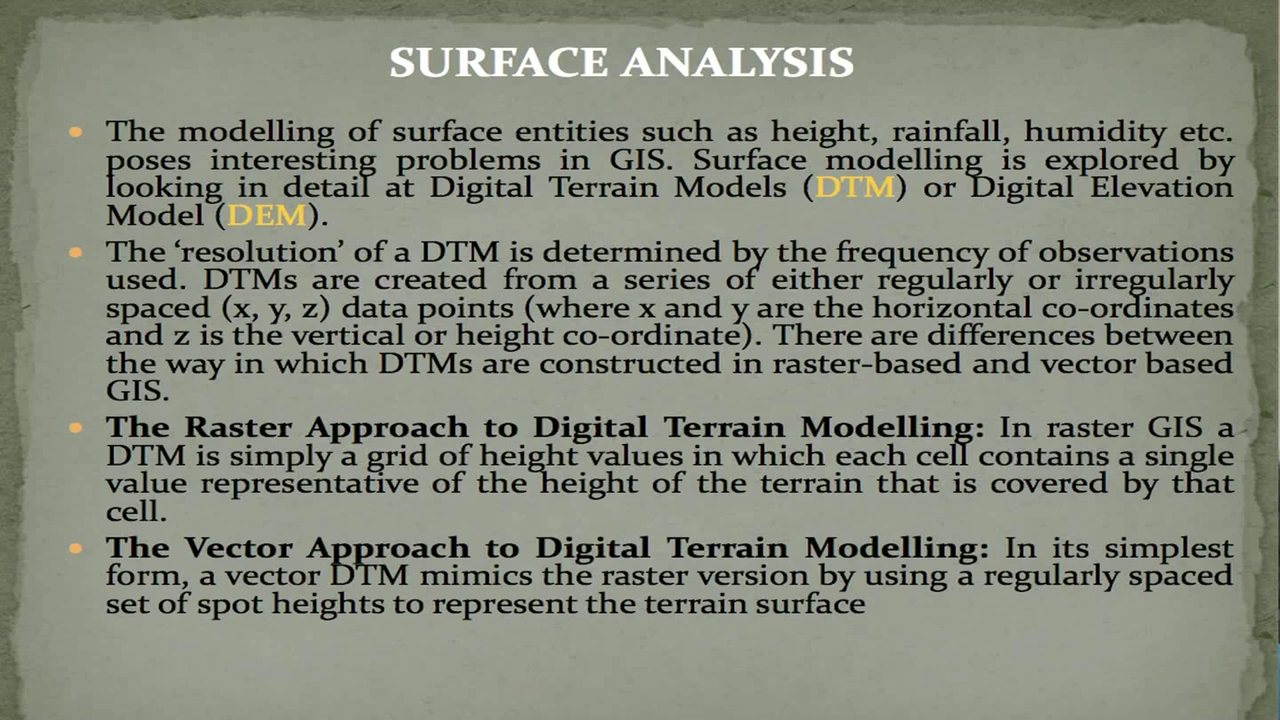 SURFACE ANALYSIS
• The modelling of surface entities such as height, rainfall, humidity etc.
poses interesting problems in GIS. Surface modelling is explored by
looking in detail at Digital Terrain Models (DTM) or Digital Elevation
Model (DEM).
• The ‘resolution’ of a DTM is determined by the frequency of observations
used. DTMs are created from a series of either regularly or irregularly
spaced (x, y, z) data points (where x and y are the horizontal co-ordinates
and z is the vertical or height co-ordinate). There are differences between
the way in which DTMs are constructed in raster-based and vector based
GIS.
• The Raster Approach to Digital Terrain Modelling: In raster GIS a
DTM is simply a grid of height values in which each cell contains a single
value representative of the height of the terrain that is covered by that
cell.
• The Vector Approach to Digital Terrain Modelling: In its simplest
form, a vector DTM mimics the raster version by using a regularly spaced
set of spot heights to represent the terrain surface